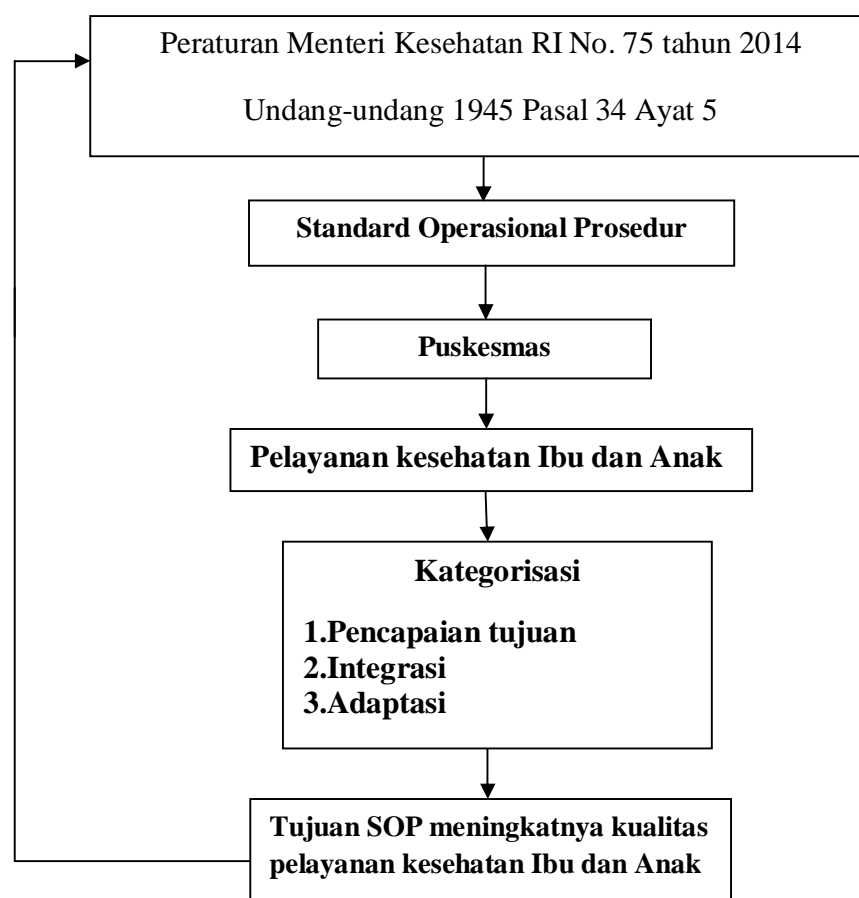 Peraturan Menteri Kesehatan RI No. 75 tahun 2014
Undang-undang 1945 Pasal 34 Ayat 5
Standard Operasional Prosedur
Puskesmas
Pelayanan kesehatan Ibu dan Anak
Kategorisasi
1.Pencapaian tujuan
2.Integrasi
3.Adaptasi
Tujuan SOP meningkatnya kualitas
pelayanan kesehatan Ibu dan Anak